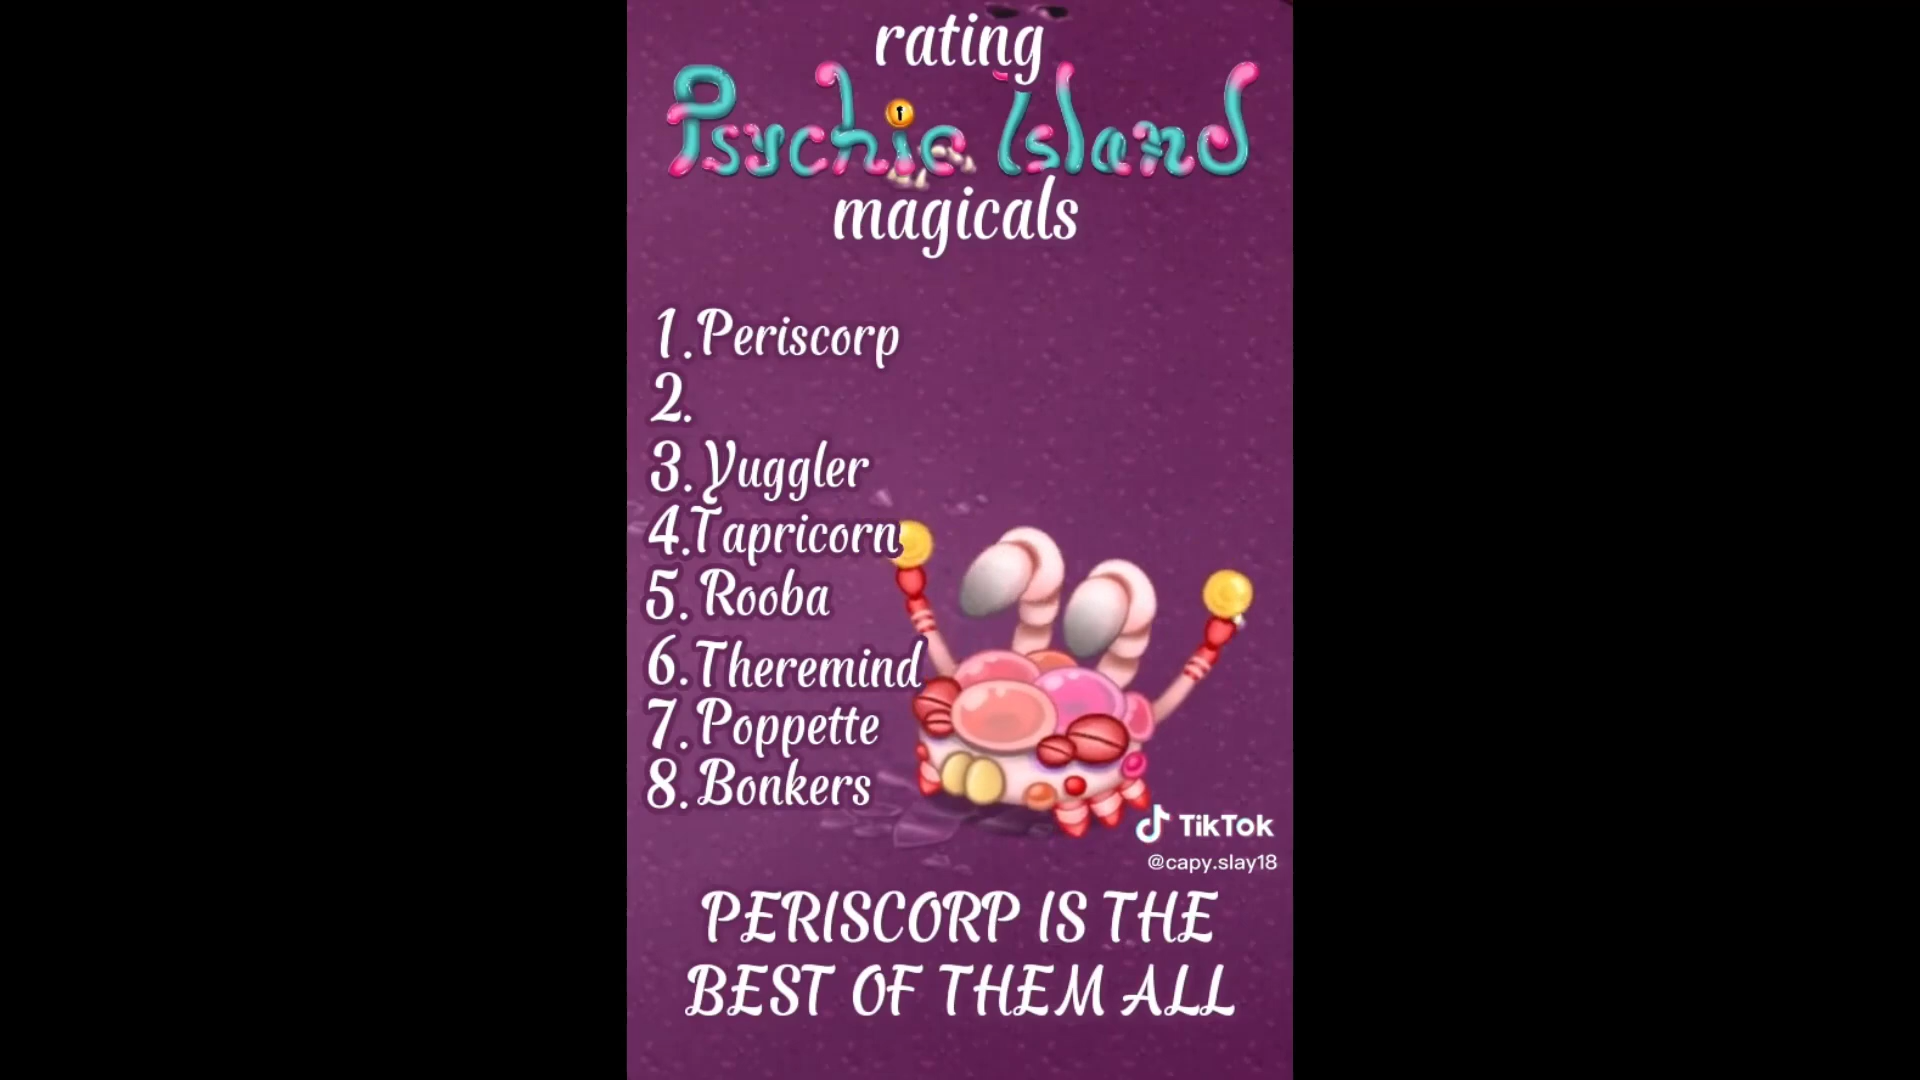 rating
Psychic Island
magicals
1.Periscorp
2.
3.Yuggler
4.Tapricorn
5.Rooba
6.Theremind
7.Poppette
8.Bonkers
TikTok
@capy.slay18
PERISCORP IS THE
BEST OF THEM ALL